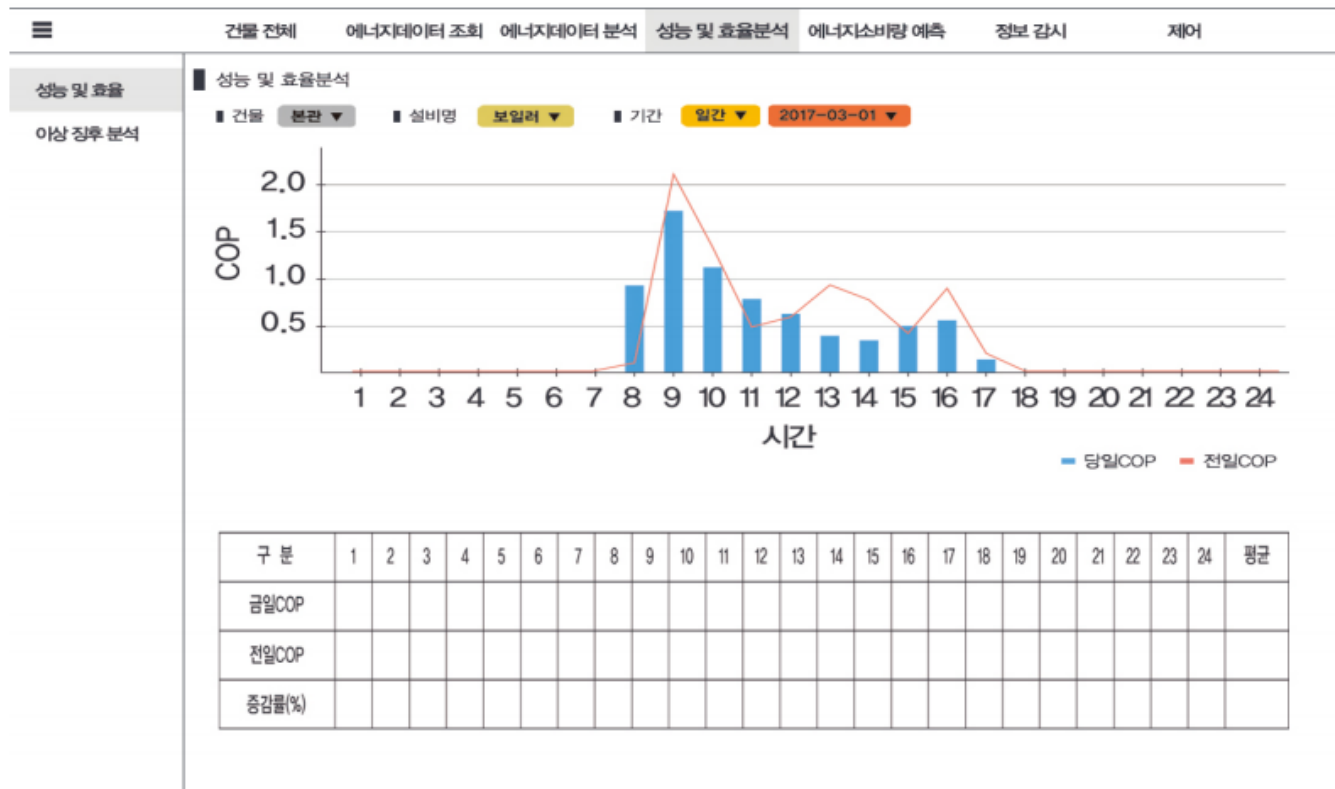 ☰ 건물 전체 에너지데이터 조회 에너지데이터 분석 성능 및 효율분석 에너지소비량 예측 정보 감시 제어
성능 및 효율
이상 징후 분석
성능 및 효율분석
건물 본관 ▼ 설비명 보일러 ▼ 기간 일간 ▼ 2017-03-01 ▼
COP
2.0
1.5
1.0
0.5
1 2 3 4 5 6 7 8 9 10 11 12 13 14 15 16 17 18 19 20 21 22 23 24
시간
당일COP 전일COP
구 분 1 2 3 4 5 6 7 8 9 10 11 12 13 14 15 16 17 18 19 20 21 22 23 24 평균
금일COP
전일COP
증감률(%)